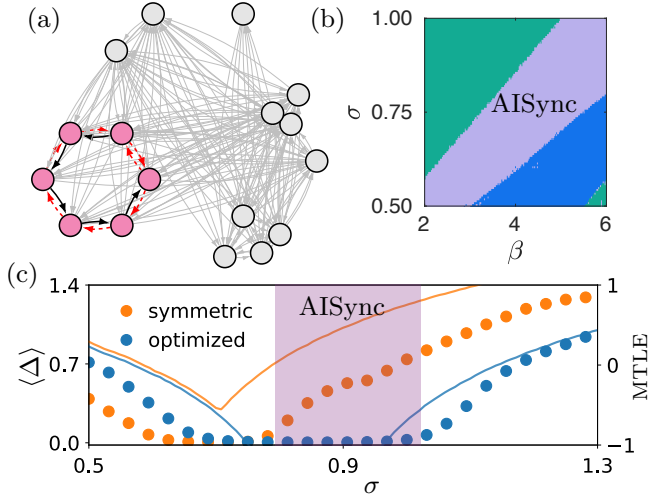 (a)
(b)
1.00
0.75
0.50
σ
AISync
2
4
6
β
(c)
1.4
0.7
0.0
⟨Δ⟩
symmetric
optimized
AISync
1
0
−1
MTLE
0.5
0.9
1.3
σ